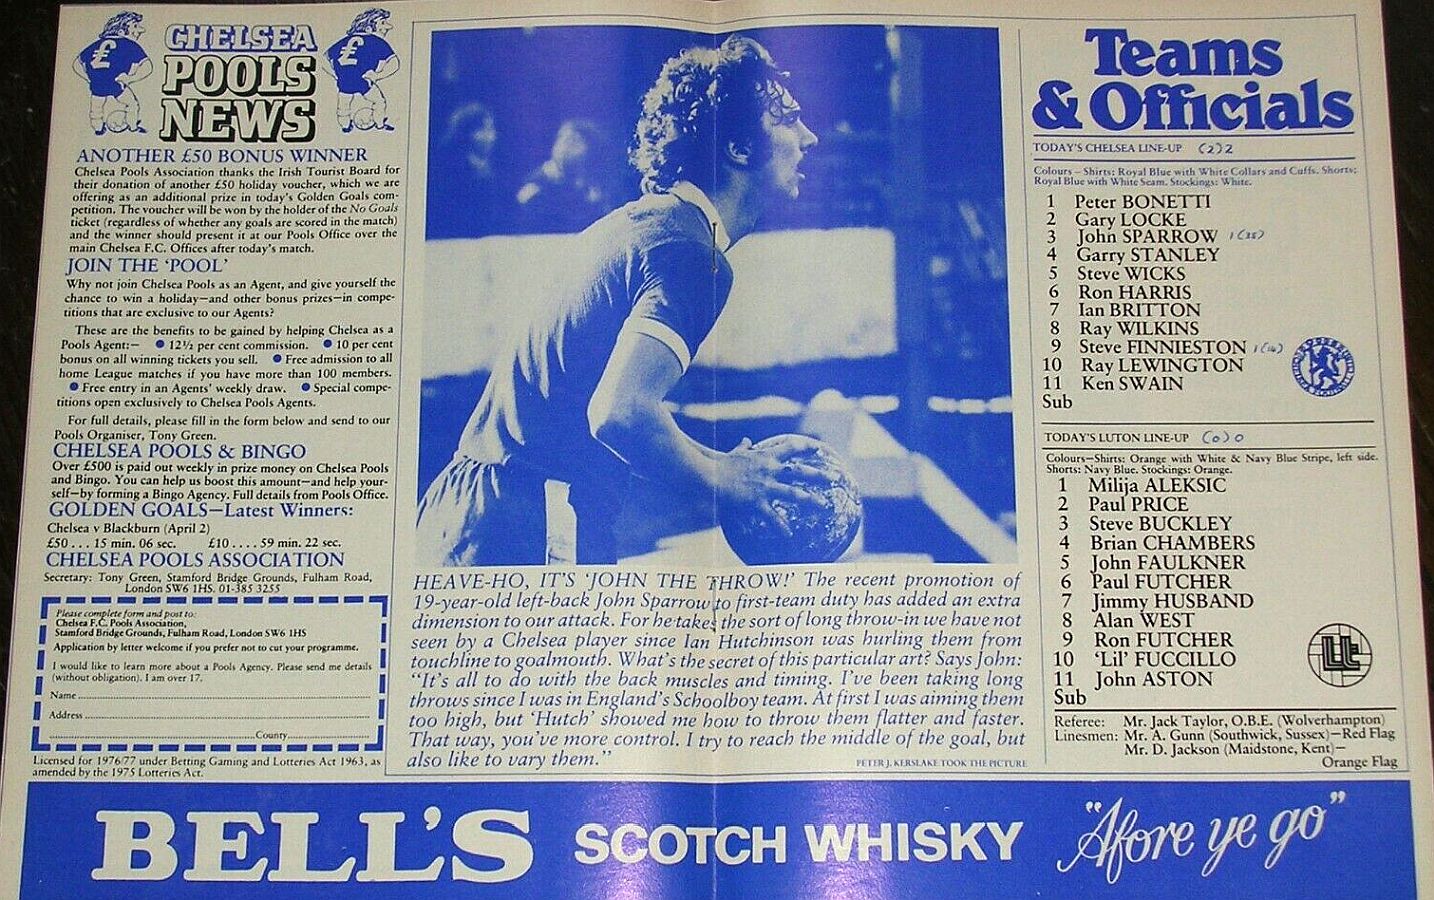 CHELSEA
POOLS
NEWS
ANOTHER £50 BONUS WINNER
Chelsea Pools Association thanks the Irish Tourist Board for
their donation of another £50 holiday voucher, which we are
offering as an additional prize in today's Golden Goals com-
petition. The voucher will be won by the holder of the No Goals
ticket (regardless of whether any goals are scored in the match)
and the winner should present it at our Pools Office over the
main Chelsea F.C. Offices after today's match.
JOIN THE 'POOL'
Why not join Chelsea Pools as an Agent, and give yourself the
chance to win a holiday—and other bonus prizes—in compe-
titions that are exclusive to our Agents?
These are the benefits to be gained by helping Chelsea as a
Pools Agent:— ● 12½ per cent commission. ● 10 per cent
bonus on all winning tickets you sell. ● Free admission to all
home League matches if you have more than 100 members.
● Free entry in an Agents' weekly draw. ● Special compe-
titions open exclusively to Chelsea Pools Agents.
For full details, please fill in the form below and send to our
Pools Organiser, Tony Green.
CHELSEA POOLS & BINGO
Over £500 is paid out weekly in prize money on Chelsea Pools
and Bingo. You can help us boost this amount—and help your-
self—by forming a Bingo Agency. Full details from Pools Office.
GOLDEN GOALS—Latest Winners:
Chelsea v Blackburn (April 2)
£50 . . . 15 min. 06 sec. £10 . . . . 59 min. 22 sec.
CHELSEA POOLS ASSOCIATION
Secretary: Tony Green, Stamford Bridge Grounds, Fulham Road,
London SW6 1HS. 01-385 3255
Please complete form and post to:
Chelsea F.C. Pools Association,
Stamford Bridge Grounds, Fulham Road, London SW6 1HS
Application by letter welcome if you prefer not to cut your programme.
I would like to learn more about a Pools Agency. Please send me details
(without obligation). I am over 17.
Name
Address
County
Licensed for 1976/77 under Betting Gaming and Lotteries Act 1963, as
amended by the 1975 Lotteries Act.
HEAVE-HO, IT'S 'JOHN THE THROW!' The recent promotion of
19-year-old left-back John Sparrow to first-team duty has added an extra
dimension to our attack. For he takes the sort of long throw-in we have not
seen by a Chelsea player since Ian Hutchinson was hurling them from
touchline to goalmouth. What's the secret of this particular art? Says John:
"It's all to do with the back muscles and timing. I've been taking long
throws since I was in England's Schoolboy team. At first I was aiming them
too high, but 'Hutch' showed me how to throw them flatter and faster.
That way, you've more control. I try to reach the middle of the goal, but
also like to vary them."
PETER J. KERSLAKE TOOK THE PICTURE
Teams
& Officials
TODAY'S CHELSEA LINE-UP (2) 2
Colours – Shirts: Royal Blue with White Collars and Cuffs. Shorts:
Royal Blue with White Seam. Stockings: White.
1 Peter BONETTI
2 Gary LOCKE
3 John SPARROW
4 Garry STANLEY
5 Steve WICKS
6 Ron HARRIS
7 Ian BRITTON
8 Ray WILKINS
9 Steve FINNIESTON
10 Ray LEWINGTON
11 Ken SWAIN
Sub
TODAY'S LUTON LINE-UP (0) 0
Colours—Shirts: Orange with White & Navy Blue Stripe, left side.
Shorts: Navy Blue. Stockings: Orange.
1 Milija ALEKSIC
2 Paul PRICE
3 Steve BUCKLEY
4 Brian CHAMBERS
5 John FAULKNER
6 Paul FUTCHER
7 Jimmy HUSBAND
8 Alan WEST
9 Ron FUTCHER
10 'Lil' FUCCILLO
11 John ASTON
Sub
Referee: Mr. Jack Taylor, O.B.E. (Wolverhampton)
Linesmen: Mr. A. Gunn (Southwick, Sussex)—Red Flag
Mr. D. Jackson (Maidstone, Kent)—
Orange Flag
BELL'S SCOTCH WHISKY "Afore ye go"